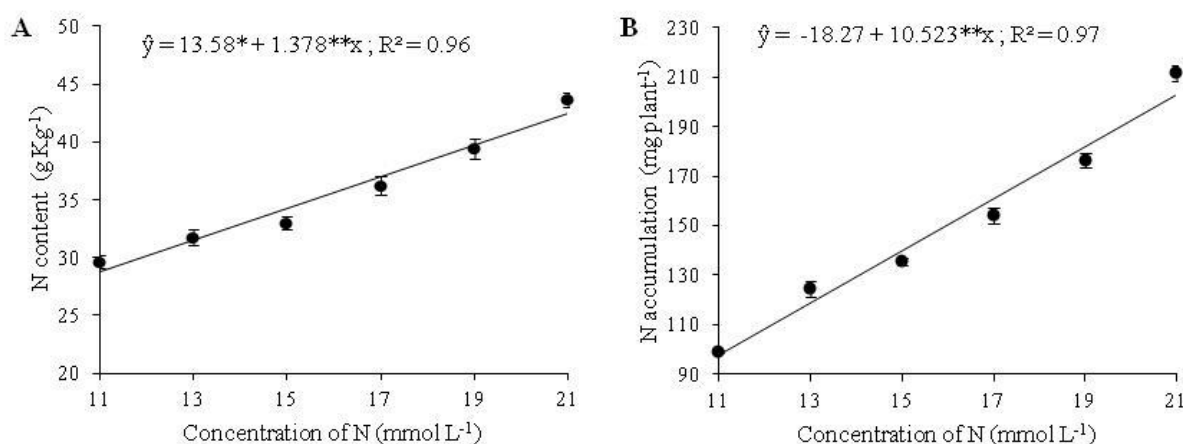 A
ŷ = 13.58* + 1.378**x ; R² = 0.96
N content (g Kg⁻¹)
50
45
40
35
30
25
20
11 13 15 17 19 21
Concentration of N (mmol L⁻¹)
B
ŷ = -18.27 + 10.523**x ; R² = 0.97
N accumulation (mg plant⁻¹)
230
210
190
170
150
130
110
90
11 13 15 17 19 21
Concentration of N (mmol L⁻¹)